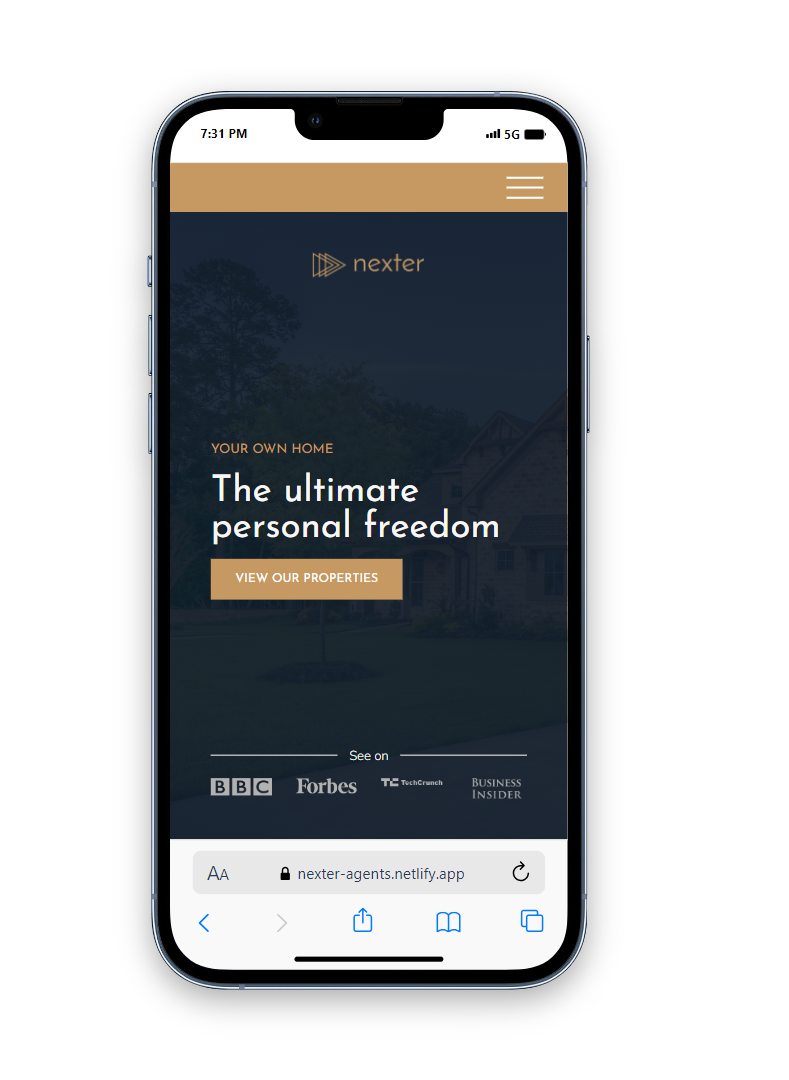 7:31 PM
5G
nexter
YOUR OWN HOME
The ultimate
personal freedom
VIEW OUR PROPERTIES
See on
BBC
Forbes
TC TechCrunch
BUSINESS
INSIDER
AA
nexter-agents.netlify.app